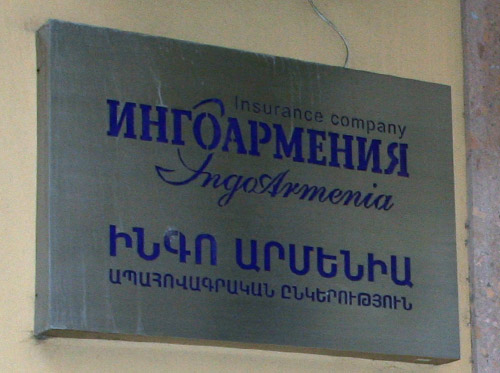 Insurance company
ИНГОАРМЕНИЯ
IngoArmenia
ԻՆԳՈ ԱՐՄԵՆԻԱ
ԱՊԱՀՈՎԱԳՐԱԿԱՆ ԸՆԿԵՐՈՒԹՅՈՒՆ